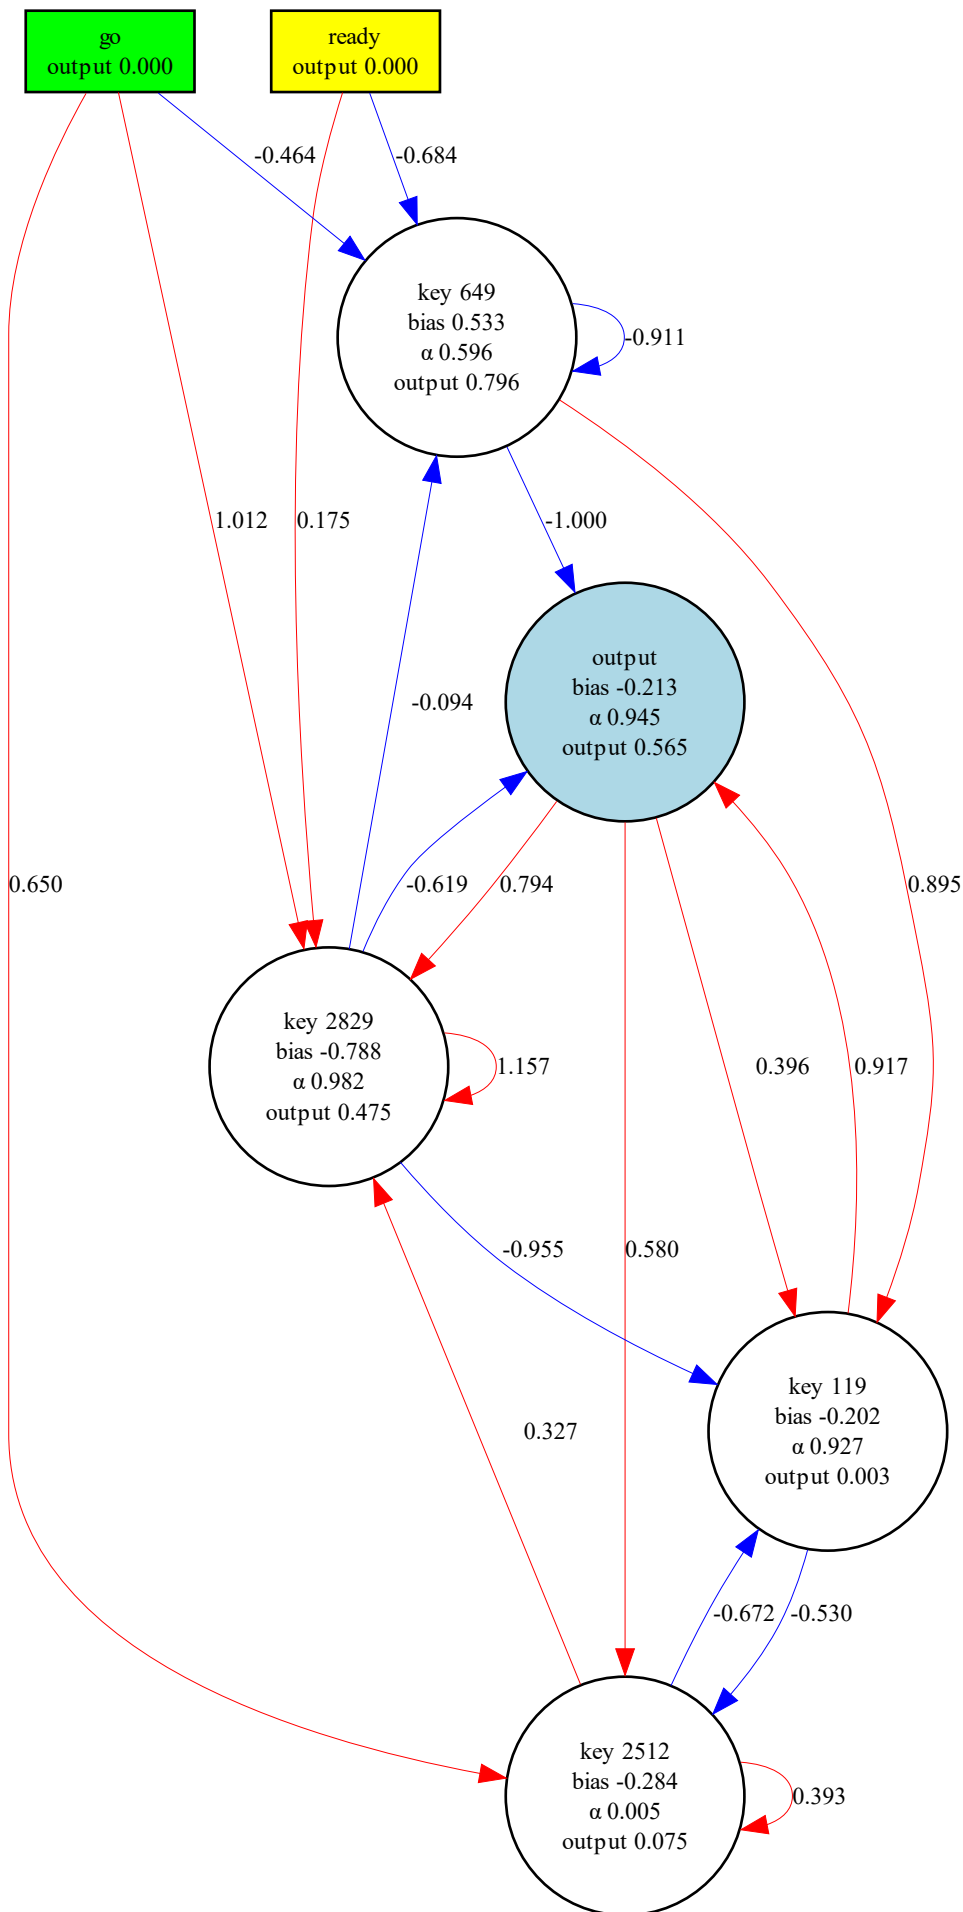 go
output 0.000
ready
output 0.000
-0.464
-0.684
key 649
bias 0.533
α 0.596
output 0.796
-0.911
1.012
0.175
-1.000
output
bias -0.213
α 0.945
output 0.565
-0.094
0.650
-0.619
0.794
0.895
key 2829
bias -0.788
α 0.982
output 0.475
1.157
0.396
0.917
-0.955
0.580
key 119
bias -0.202
α 0.927
output 0.003
0.327
-0.672
-0.530
key 2512
bias -0.284
α 0.005
output 0.075
0.393